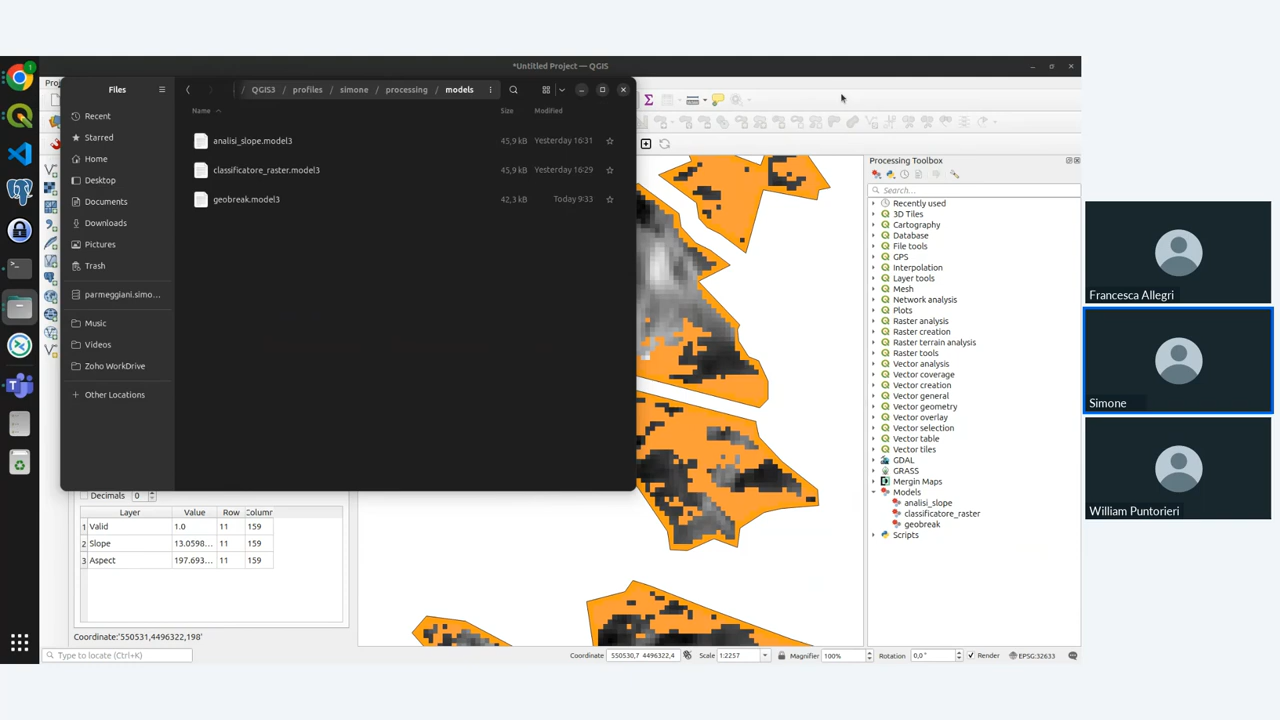 *Untitled Project — QGIS
Files
/ QGIS3 / profiles / simone / processing / models
Name
Size
Modified
Recent
Starred
Home
Desktop
Documents
Downloads
Pictures
Trash
parmeggiani.simo...
Music
Videos
Zoho WorkDrive
+ Other Locations
analisi_slope.model3 45,9 kB Yesterday 16:31
classificatore_raster.model3 45,9 kB Yesterday 16:29
geobreak.model3 42,3 kB Today 9:33
Processing Toolbox
Search...
Recently used
3D Tiles
Cartography
Database
File tools
GPS
Interpolation
Layer tools
Mesh
Network analysis
Plots
Raster analysis
Raster creation
Raster terrain analysis
Raster tools
Vector analysis
Vector coverage
Vector creation
Vector general
Vector geometry
Vector overlay
Vector selection
Vector table
Vector tiles
GDAL
GRASS
Mergin Maps
Models
analisi_slope
classificatore_raster
geobreak
Scripts
Decimals 0
Layer Value Row Column
1 Valid 1.0 11 159
2 Slope 13.0598... 11 159
3 Aspect 197.693... 11 159
Coordinate:'550531,4496322,198'
Type to locate (Ctrl+K)
Coordinate 550530,7 4496322,4 Scale 1:2257 Magnifier 100% Rotation 0,0° Render EPSG:32633
Francesca Allegri
Simone
William Puntorieri